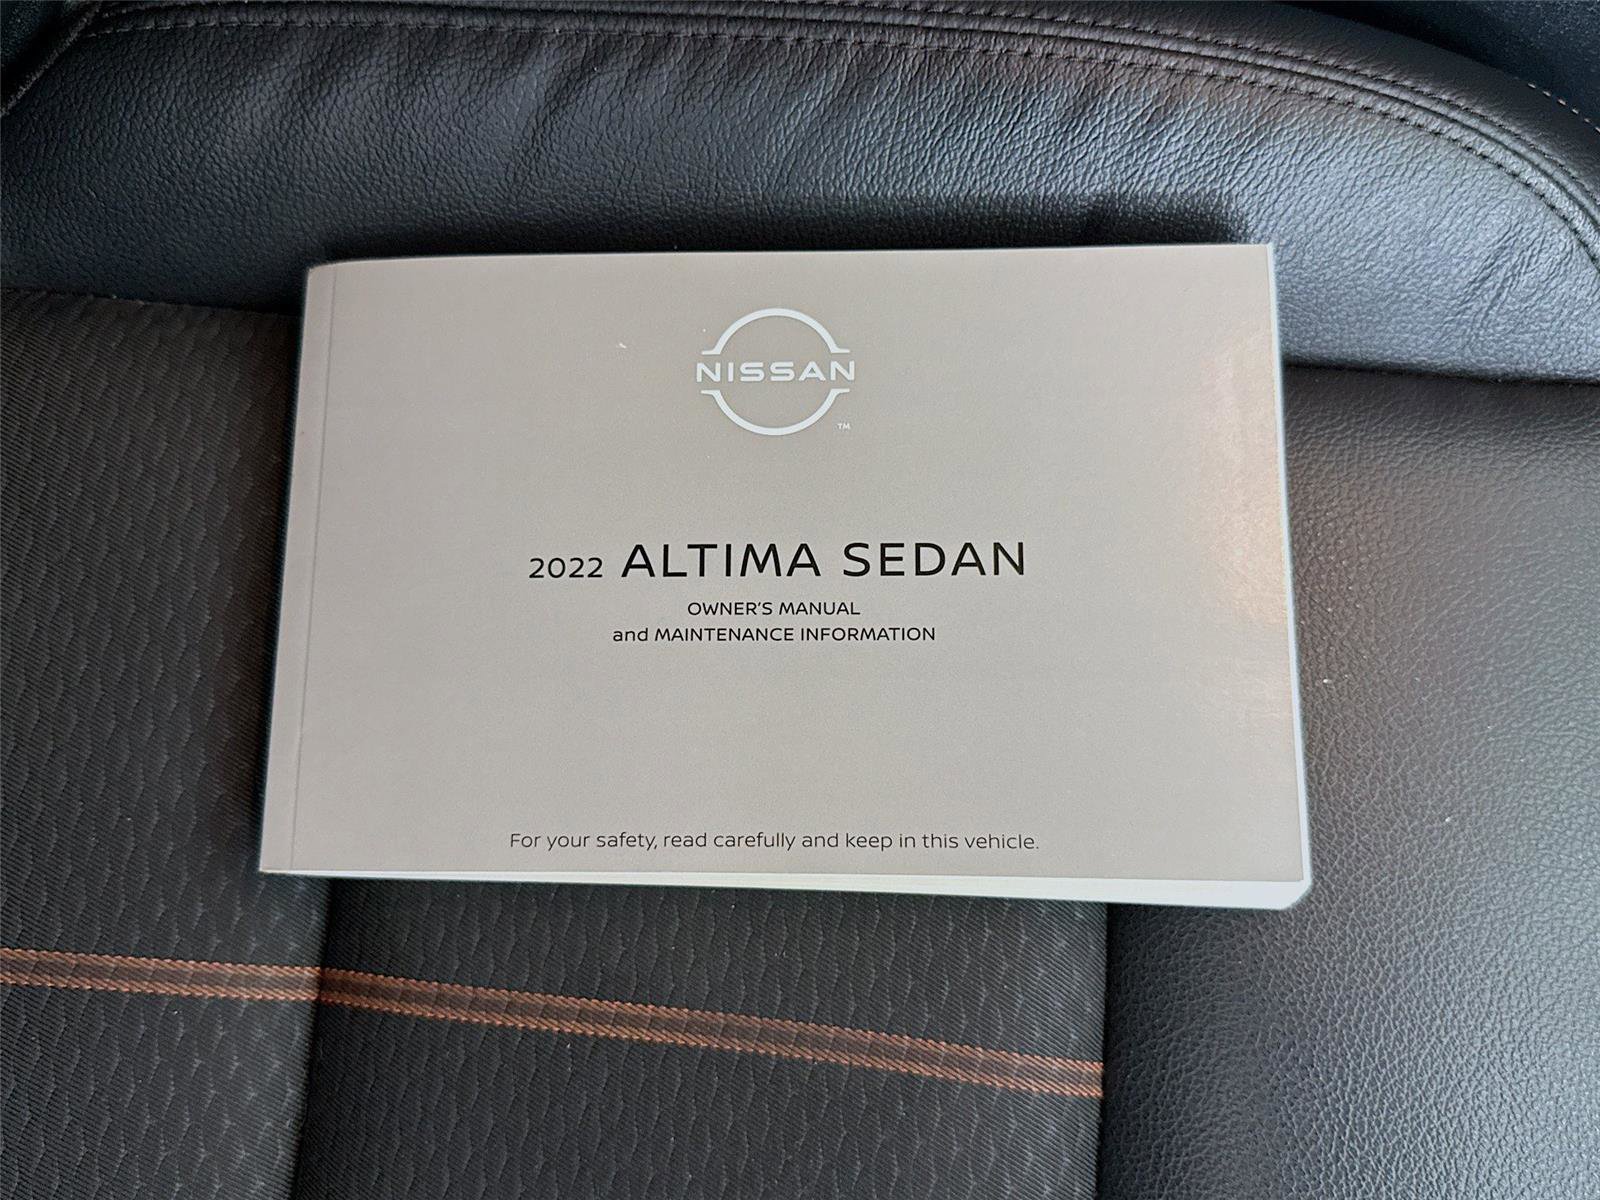 NISSAN
TM
2022 ALTIMA SEDAN
OWNER'S MANUAL
and MAINTENANCE INFORMATION
For your safety, read carefully and keep in this vehicle.